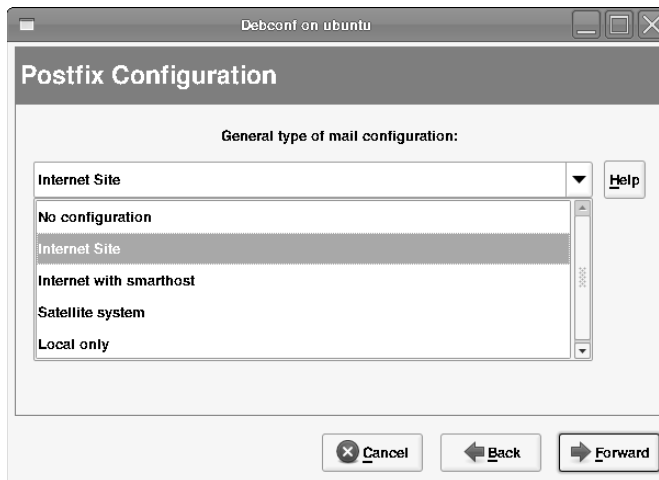 Debconf on ubuntu
Postfix Configuration
General type of mail configuration:
Internet Site
Help
No configuration
Internet Site
Internet with smarthost
Satellite system
Local only
Cancel
Back
Forward